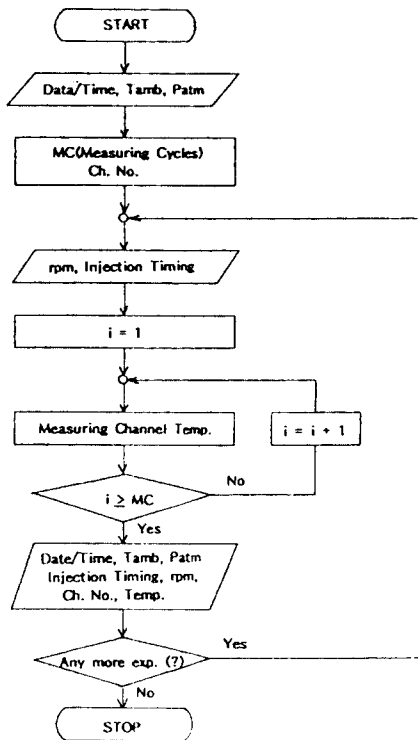 START
Data/Time, Tamb, Patm
MC(Measuring Cycles)
Ch. No.
rpm, Injection Timing
i = 1
Measuring Channel Temp.
i = i + 1
i ≥ MC
No
Yes
Date/Time, Tamb, Patm
Injection Timing, rpm,
Ch. No., Temp.
Any more exp. (?)
Yes
No
STOP